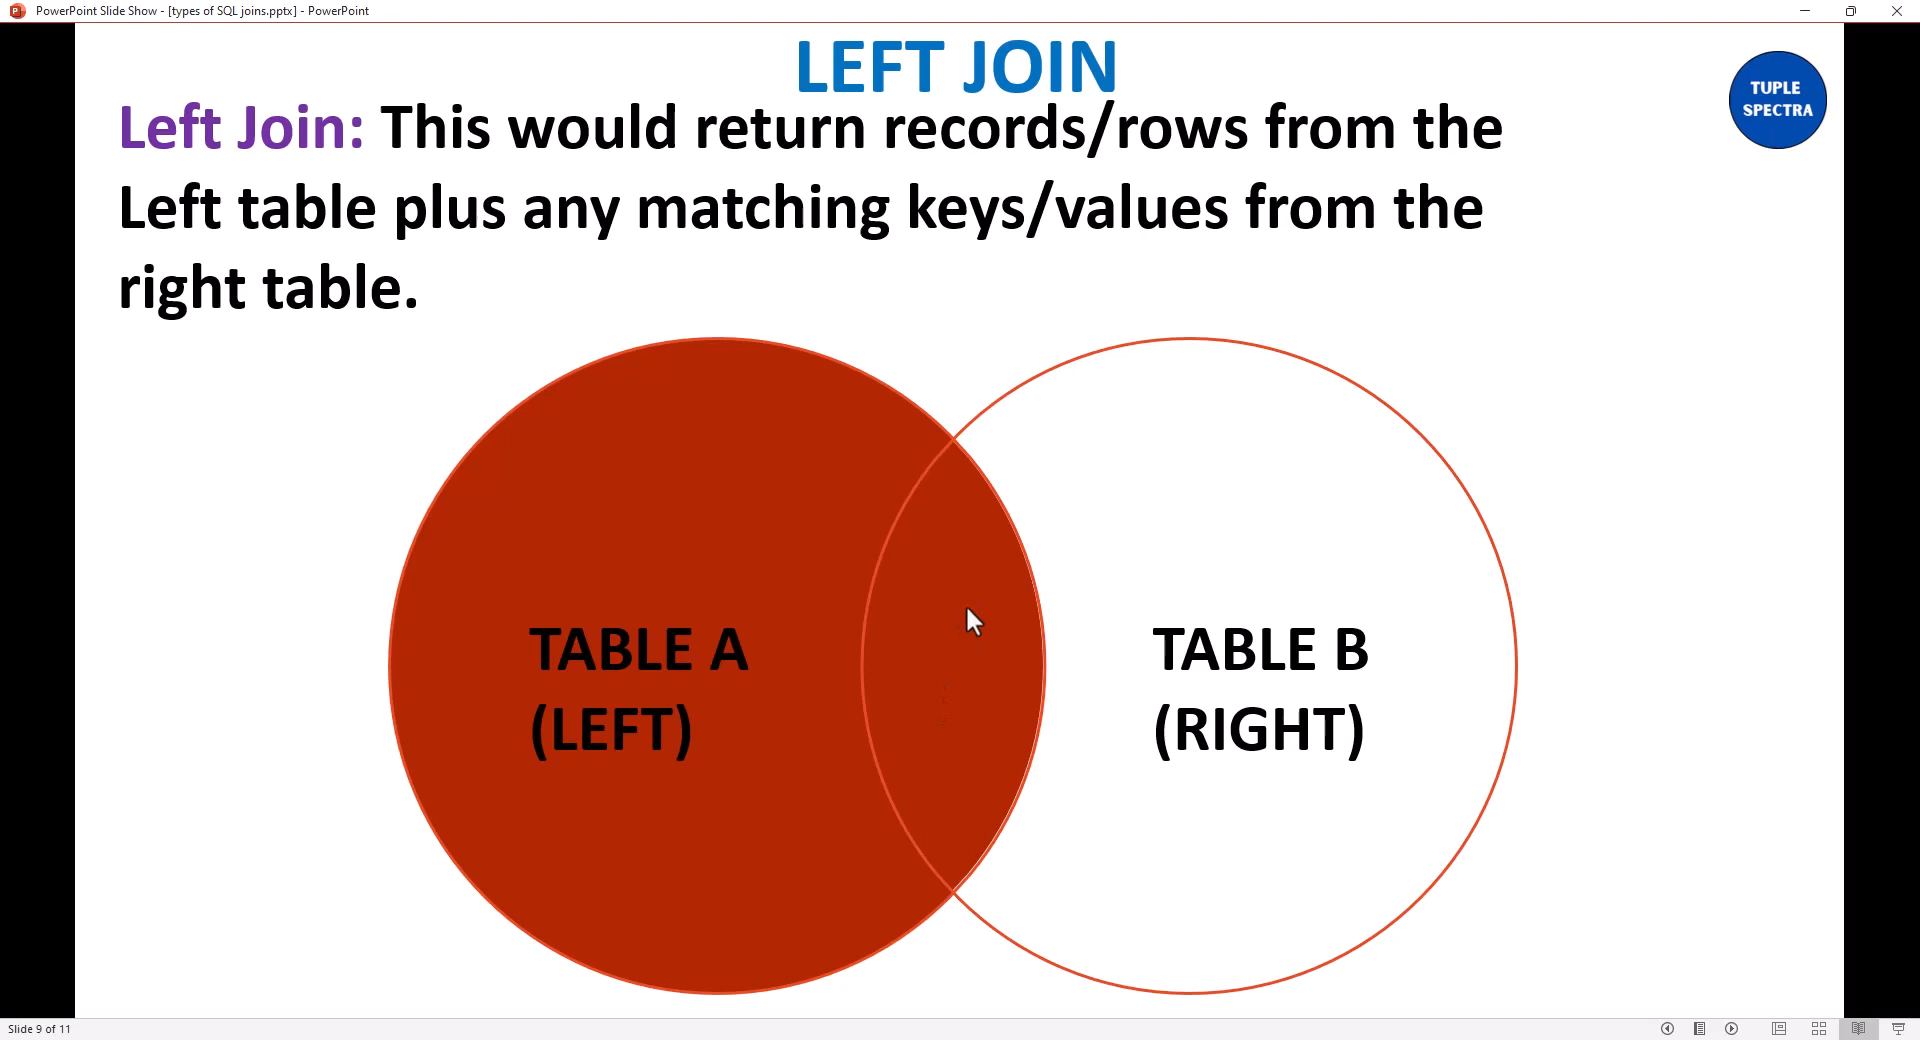 PowerPoint Slide Show - [types of SQL joins.pptx] - PowerPoint
LEFT JOIN
TUPLE
SPECTRA
Left Join: This would return records/rows from the
Left table plus any matching keys/values from the
right table.
TABLE A
(LEFT)
TABLE B
(RIGHT)
Slide 9 of 11